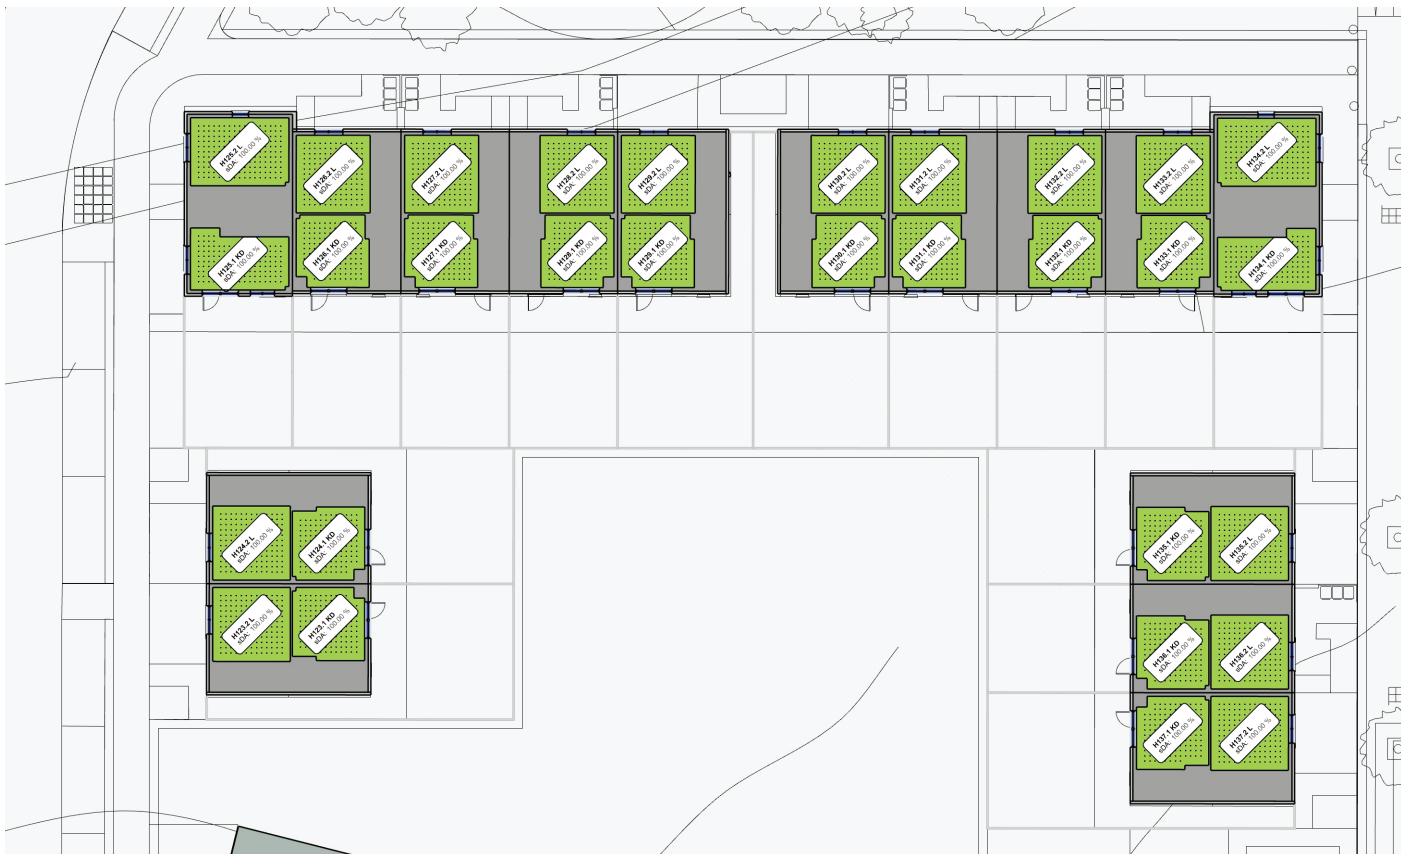 H125.2 L
sDA: 100.00 %
H126.2 L
sDA: 100.00 %
H127.2 L
sDA: 100.00 %
H128.2 L
sDA: 100.00 %
H129.2 L
sDA: 100.00 %
H130.2 L
sDA: 100.00 %
H131.2 L
sDA: 100.00 %
H132.2 L
sDA: 100.00 %
H133.2 L
sDA: 100.00 %
H134.2 L
sDA: 100.00 %
H125.1 KD
sDA: 100.00 %
H126.1 KD
sDA: 100.00 %
H127.1 KD
sDA: 100.00 %
H128.1 KD
sDA: 100.00 %
H129.1 KD
sDA: 100.00 %
H130.1 KD
sDA: 100.00 %
H131.1 KD
sDA: 100.00 %
H132.1 KD
sDA: 100.00 %
H133.1 KD
sDA: 100.00 %
H134.1 KD
sDA: 100.00 %
H124.2 L
sDA: 100.00 %
H124.1 KD
sDA: 100.00 %
H135.1 KD
sDA: 100.00 %
H135.2 L
sDA: 100.00 %
H123.2 L
sDA: 100.00 %
H123.1 KD
sDA: 100.00 %
H136.1 KD
sDA: 100.00 %
H136.2 L
sDA: 100.00 %
H137.1 KD
sDA: 100.00 %
H137.2 L
sDA: 100.00 %